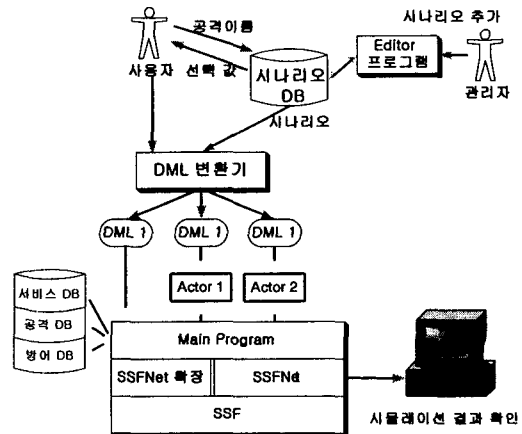 공격이름
시나리오 추가
사용자
선택 값
시나리오
DB
Editor
프로그램
관리자
시나리오
DML 변환기
DML 1
DML 1
DML 1
서비스 DB
공격 DB
방어 DB
Actor 1
Actor 2
Main Program
SSFNet 확장
SSFNet
SSF
시뮬레이션 결과 확인